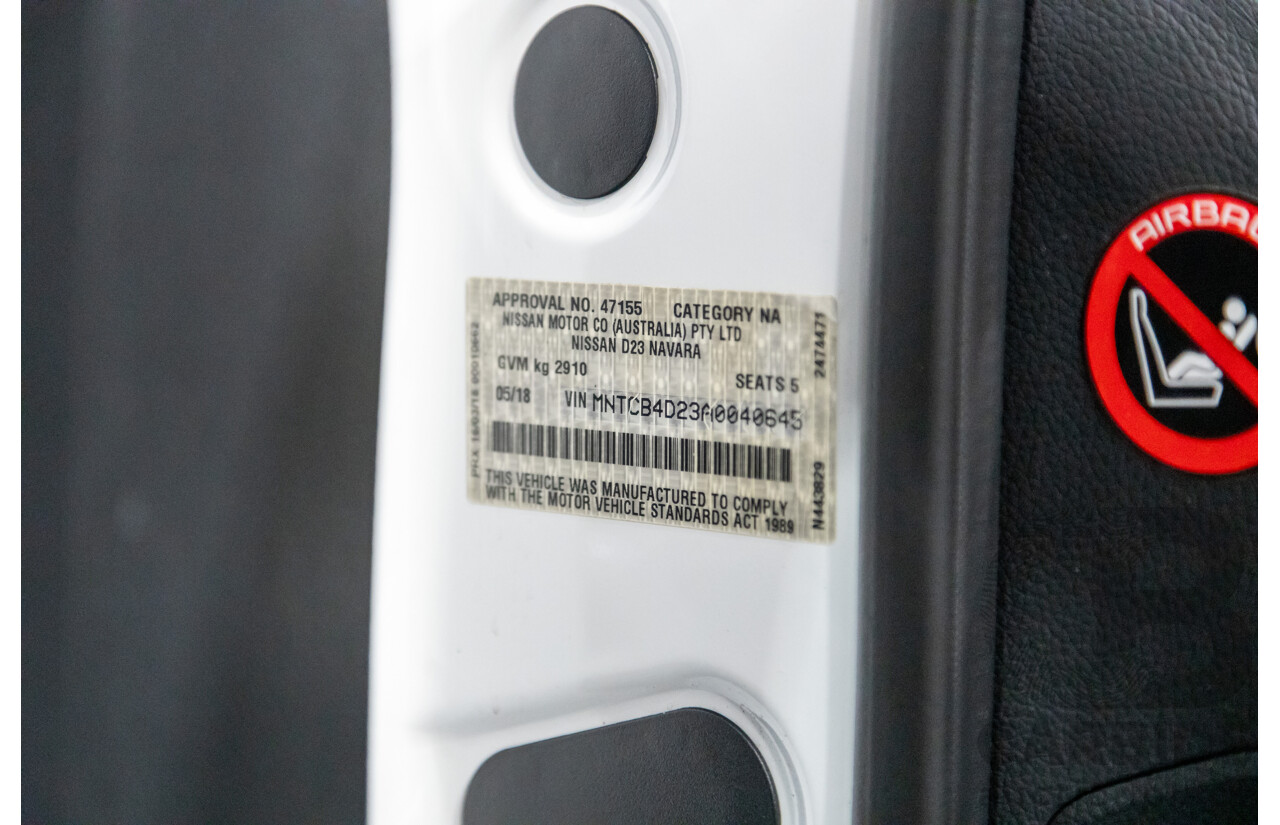 APPROVAL NO. 47155 CATEGORY NA
NISSAN MOTOR CO (AUSTRALIA) PTY LTD
NISSAN D23 NAVARA
GVM kg 2910
SEATS 5
05/18 VIN MNTCB4D23A0040645
THIS VEHICLE WAS MANUFACTURED TO COMPLY
WITH THE MOTOR VEHICLE STANDARDS ACT 1989
247A471
N443829
AIRBAG